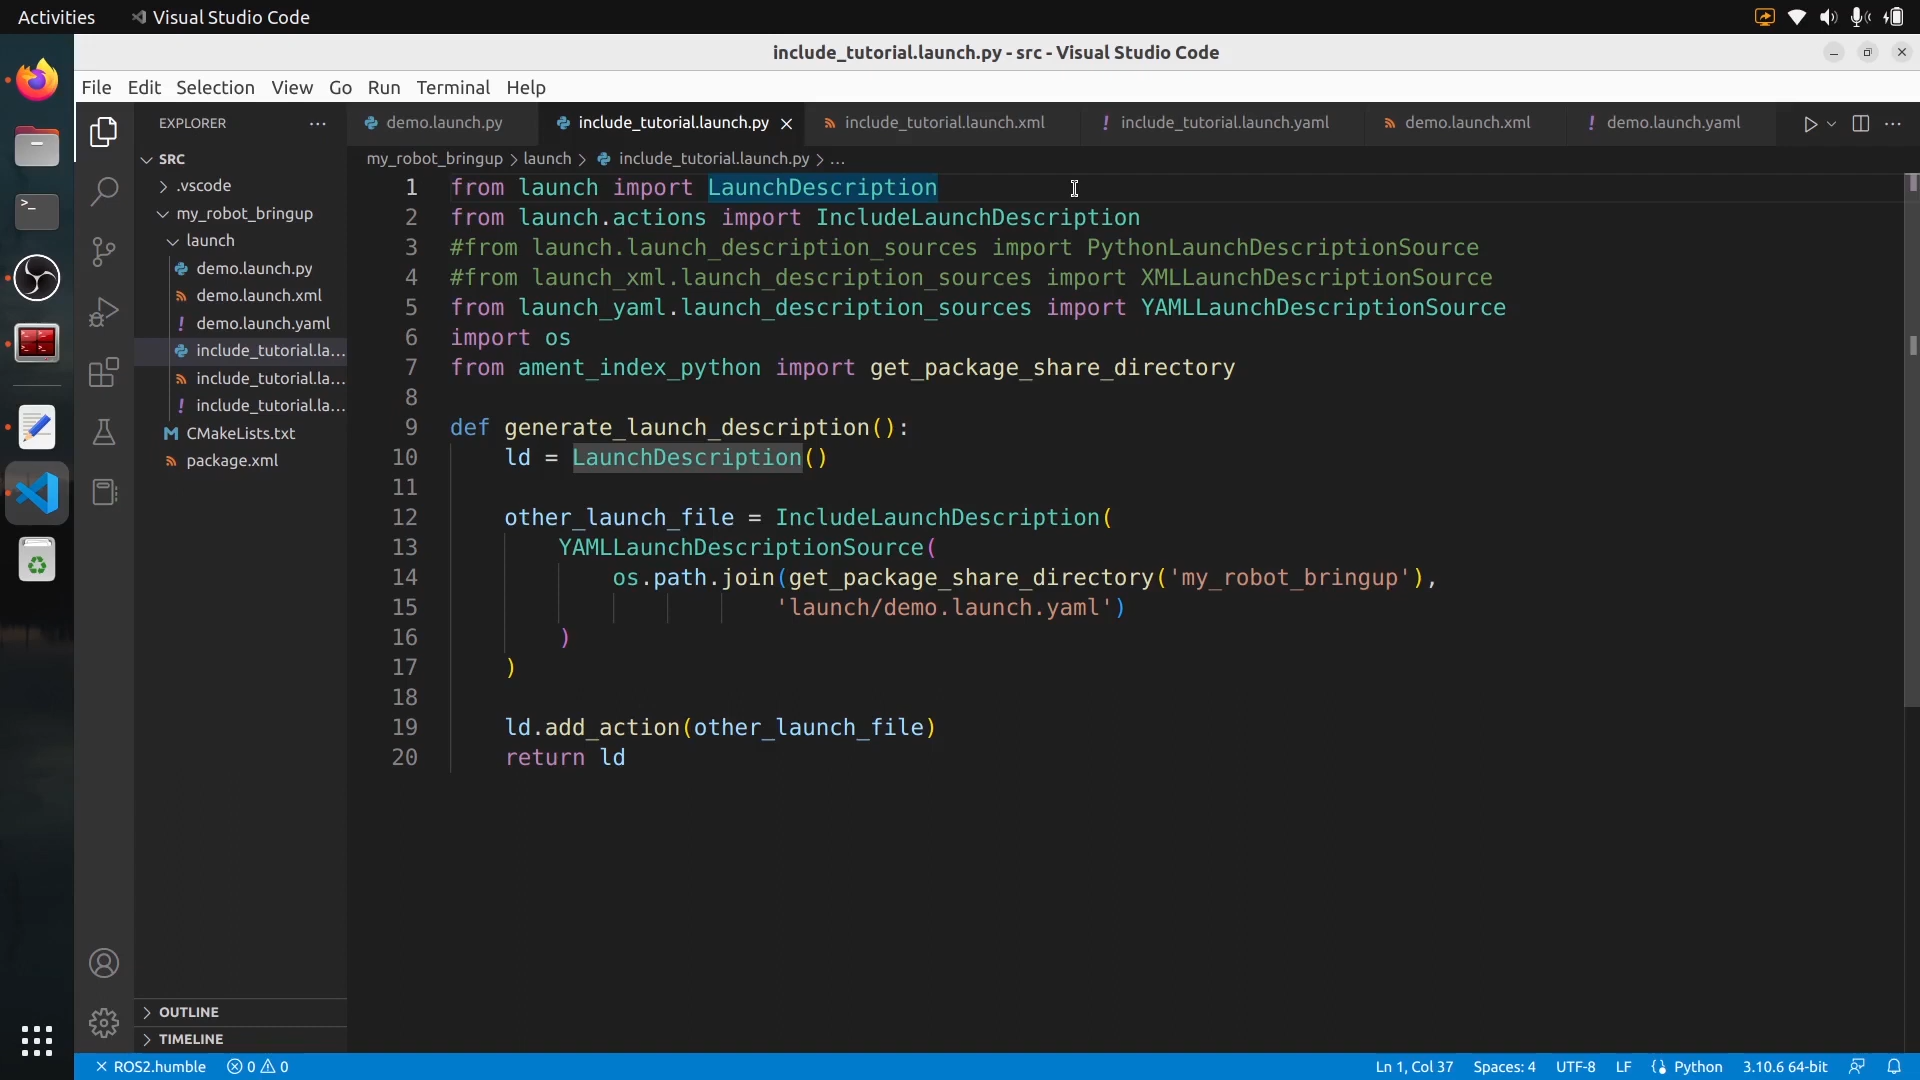 Activities
Visual Studio Code
include_tutorial.launch.py - src - Visual Studio Code
File Edit Selection View Go Run Terminal Help
EXPLORER
demo.launch.py
include_tutorial.launch.py
include_tutorial.launch.xml
include_tutorial.launch.yaml
demo.launch.xml
demo.launch.yaml
SRC
.vscode
my_robot_bringup
launch
demo.launch.py
demo.launch.xml
demo.launch.yaml
include_tutorial.la...
include_tutorial.la...
include_tutorial.la...
CMakeLists.txt
package.xml
OUTLINE
TIMELINE
my_robot_bringup > launch > include_tutorial.launch.py > ...
1 from launch import LaunchDescription
2 from launch.actions import IncludeLaunchDescription
3 #from launch.launch_description_sources import PythonLaunchDescriptionSource
4 #from launch_xml.launch_description_sources import XMLLaunchDescriptionSource
5 from launch_yaml.launch_description_sources import YAMLLaunchDescriptionSource
6 import os
7 from ament_index_python import get_package_share_directory
8
9 def generate_launch_description():
10 ld = LaunchDescription()
11
12 other_launch_file = IncludeLaunchDescription(
13 YAMLLaunchDescriptionSource(
14 os.path.join(get_package_share_directory('my_robot_bringup'),
15 'launch/demo.launch.yaml')
16 )
17 )
18
19 ld.add_action(other_launch_file)
20 return ld
ROS2.humble 0 0 Ln 1, Col 37 Spaces: 4 UTF-8 LF Python 3.10.6 64-bit